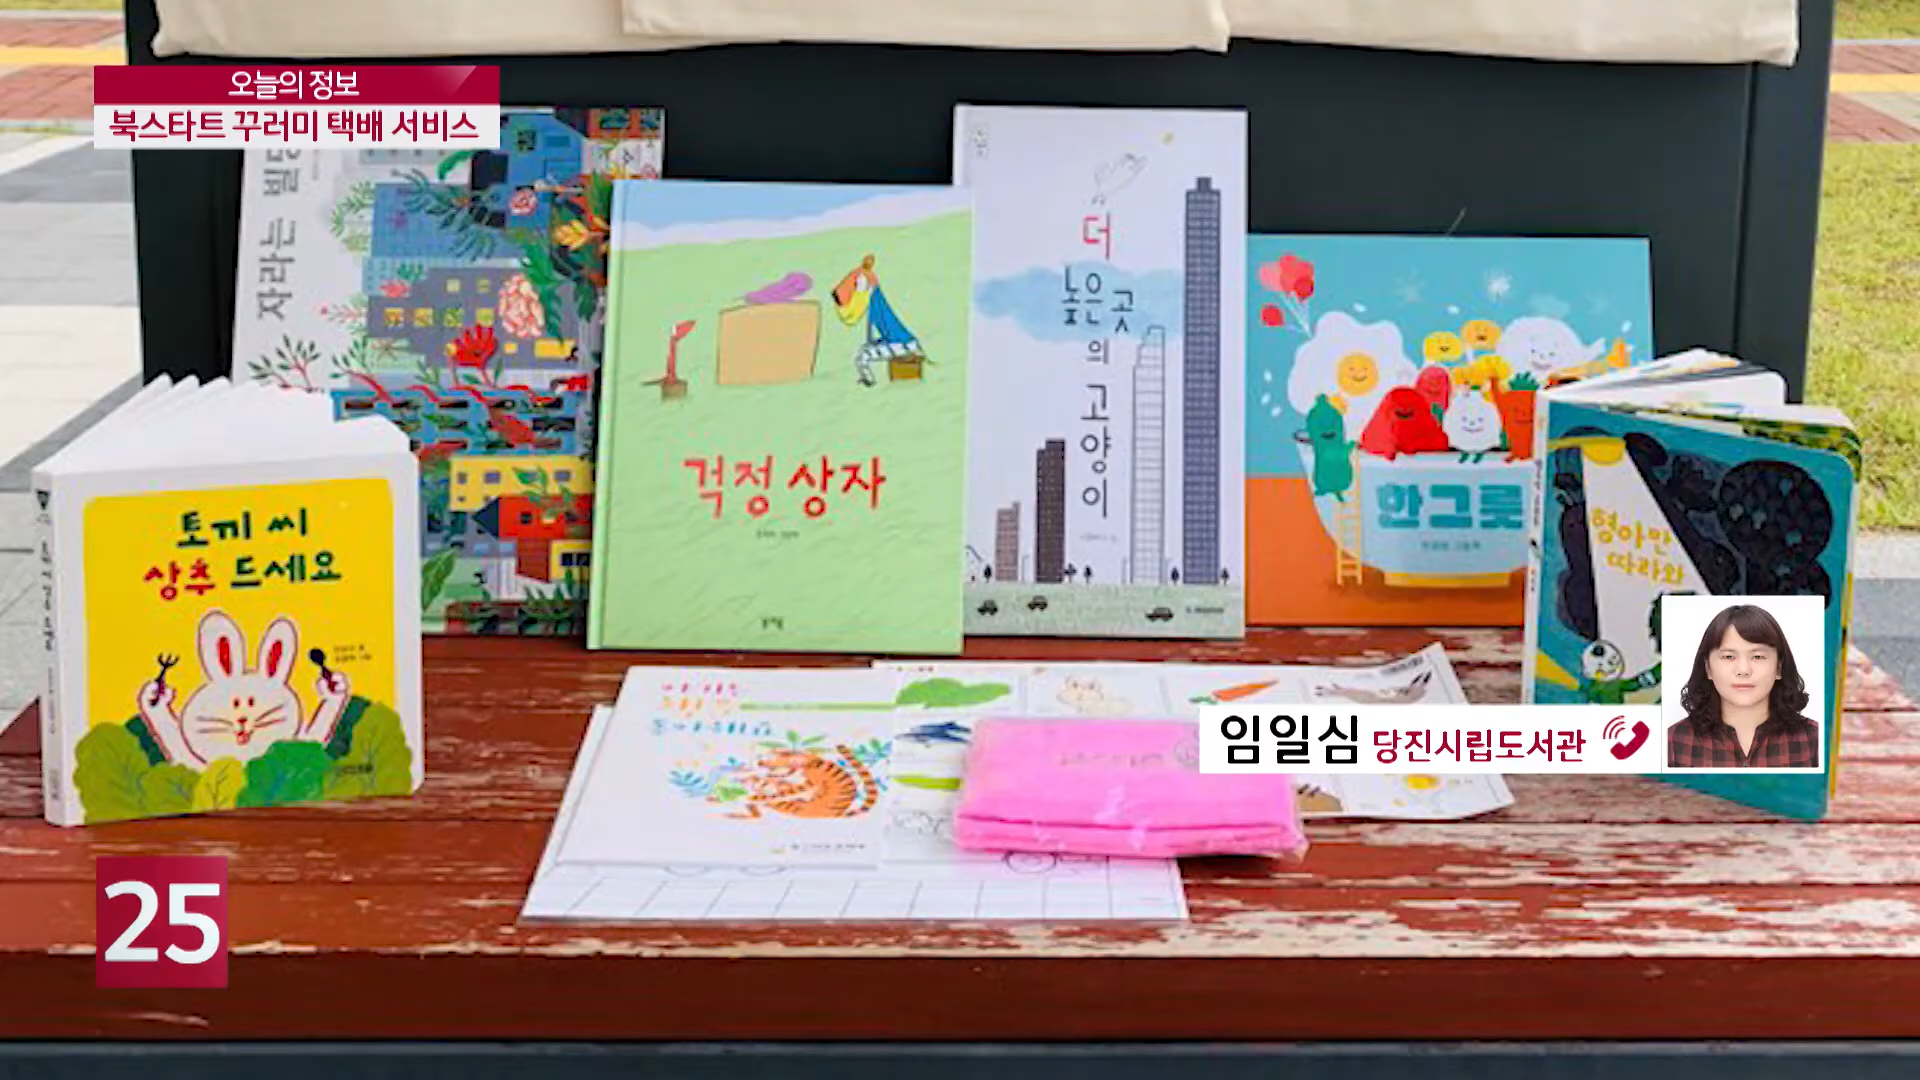 오늘의 정보
북스타트 꾸러미 택배 서비스
자라는
더
높은 곳
의
고양이
걱정 상자
토끼 씨
상추 드세요
한그릇
형아만
따라와
임일심 당진시립도서관
25